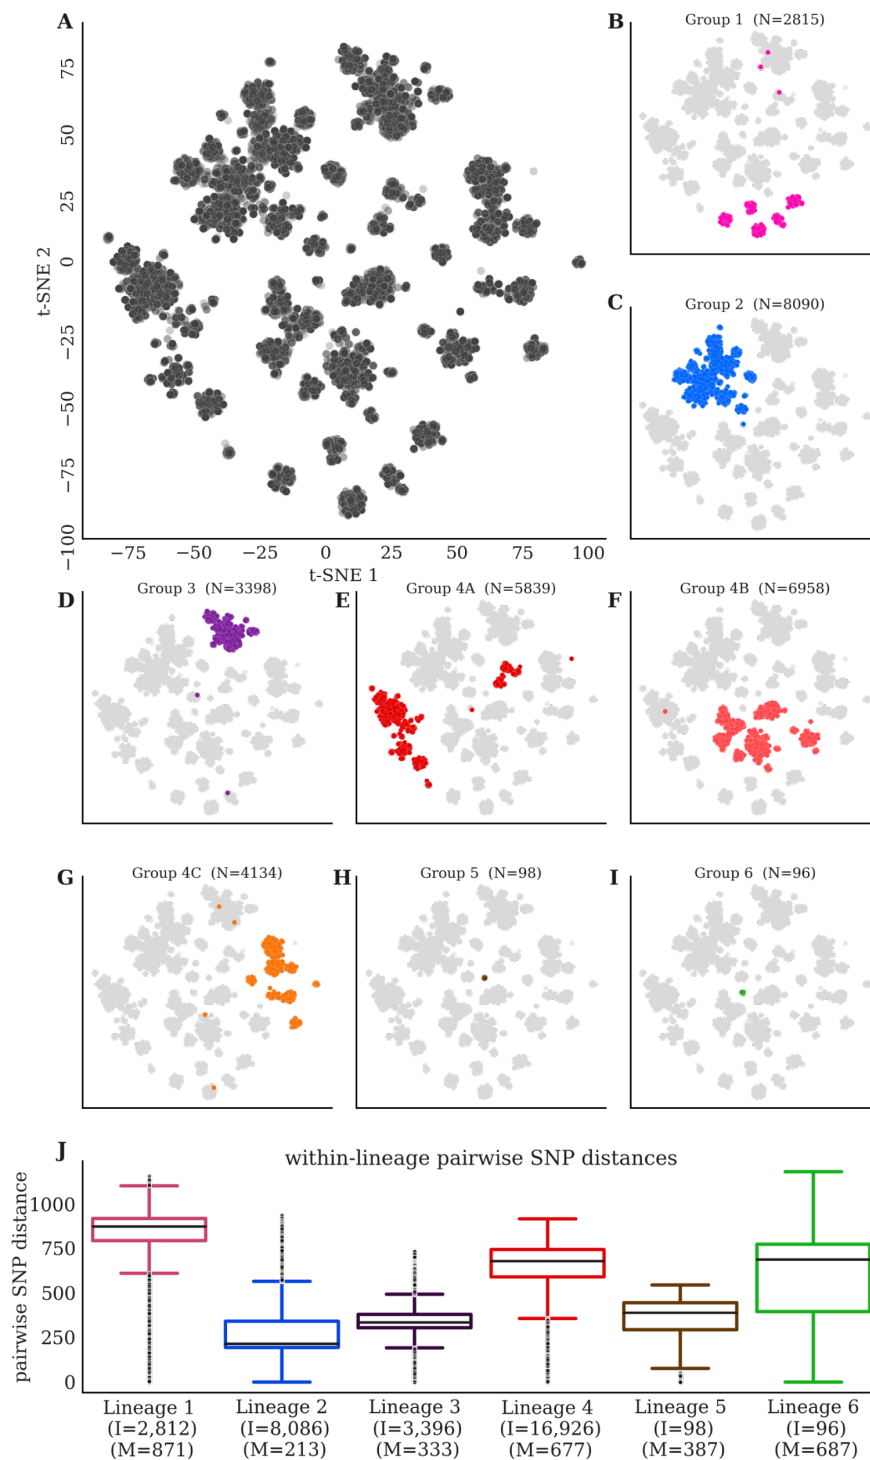 A
75
50
25
0
−25
−50
−75
−100
t-SNE 2
−75
−50
−25
0
25
50
75
100
t-SNE 1
B
Group 1 (N=2815)
C
Group 2 (N=8090)
D
Group 3 (N=3398)
E
Group 4A (N=5839)
F
Group 4B (N=6958)
G
Group 4C (N=4134)
H
Group 5 (N=98)
I
Group 6 (N=96)
J
within-lineage pairwise SNP distances
pairwise SNP distance
1000
750
500
250
0
Lineage 1
(I=2,812)
(M=871)
Lineage 2
(I=8,086)
(M=213)
Lineage 3
(I=3,396)
(M=333)
Lineage 4
(I=16,926)
(M=677)
Lineage 5
(I=98)
(M=387)
Lineage 6
(I=96)
(M=687)